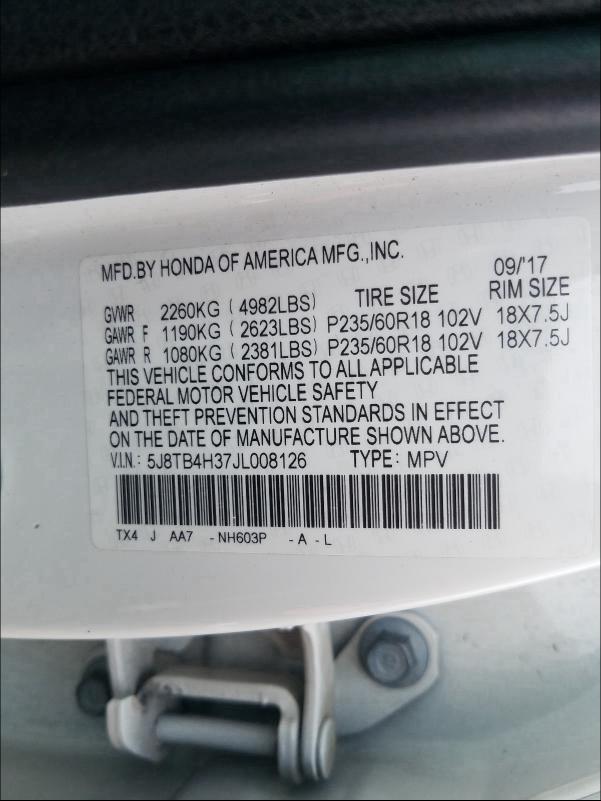 MFD.BY HONDA OF AMERICA MFG.,INC. 09/'17
GVWR 2260KG ( 4982LBS) TIRE SIZE RIM SIZE
GAWR F 1190KG ( 2623LBS) P235/60R18 102V 18X7.5J
GAWR R 1080KG ( 2381LBS) P235/60R18 102V 18X7.5J
THIS VEHICLE CONFORMS TO ALL APPLICABLE
FEDERAL MOTOR VEHICLE SAFETY
AND THEFT PREVENTION STANDARDS IN EFFECT
ON THE DATE OF MANUFACTURE SHOWN ABOVE.
V.I.N.: 5J8TB4H37JL008126 TYPE: MPV
TX4 J AA7 - NH603P - A - L